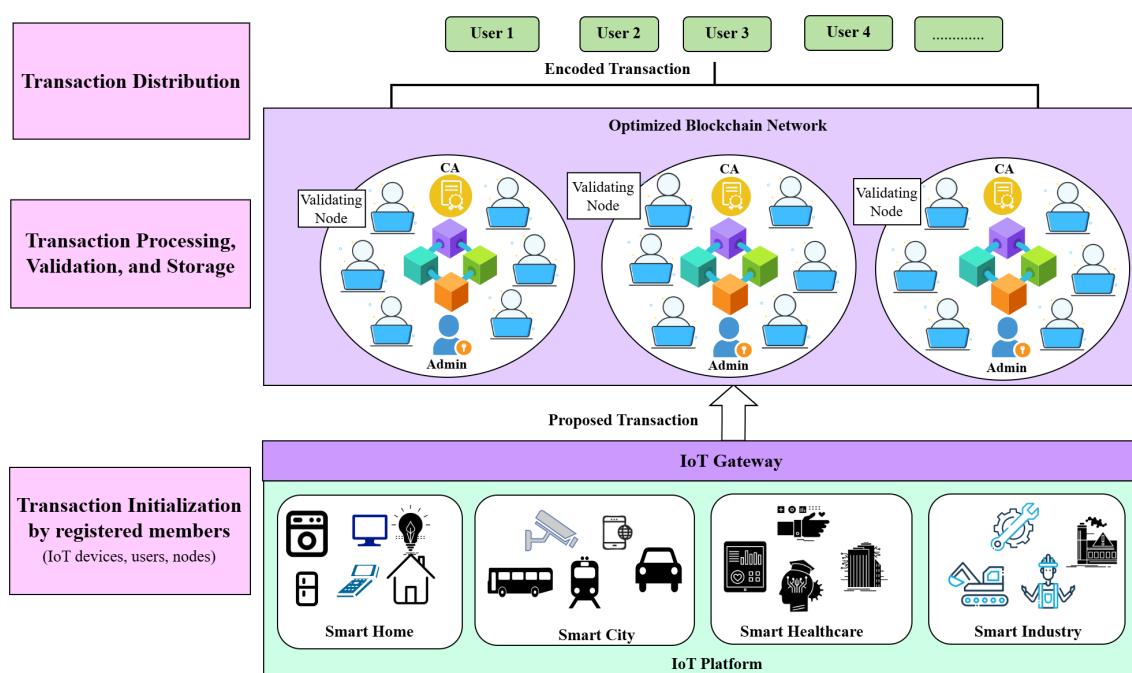 User 1
User 2
User 3
User 4
.............
Transaction Distribution
Encoded Transaction
Optimized Blockchain Network
CA
CA
CA
Validating
Node
Validating
Node
Validating
Node
Transaction Processing,
Validation, and Storage
Admin
Admin
Admin
Proposed Transaction
IoT Gateway
Transaction Initialization
by registered members
(IoT devices, users, nodes)
Smart Home
Smart City
Smart Healthcare
Smart Industry
IoT Platform